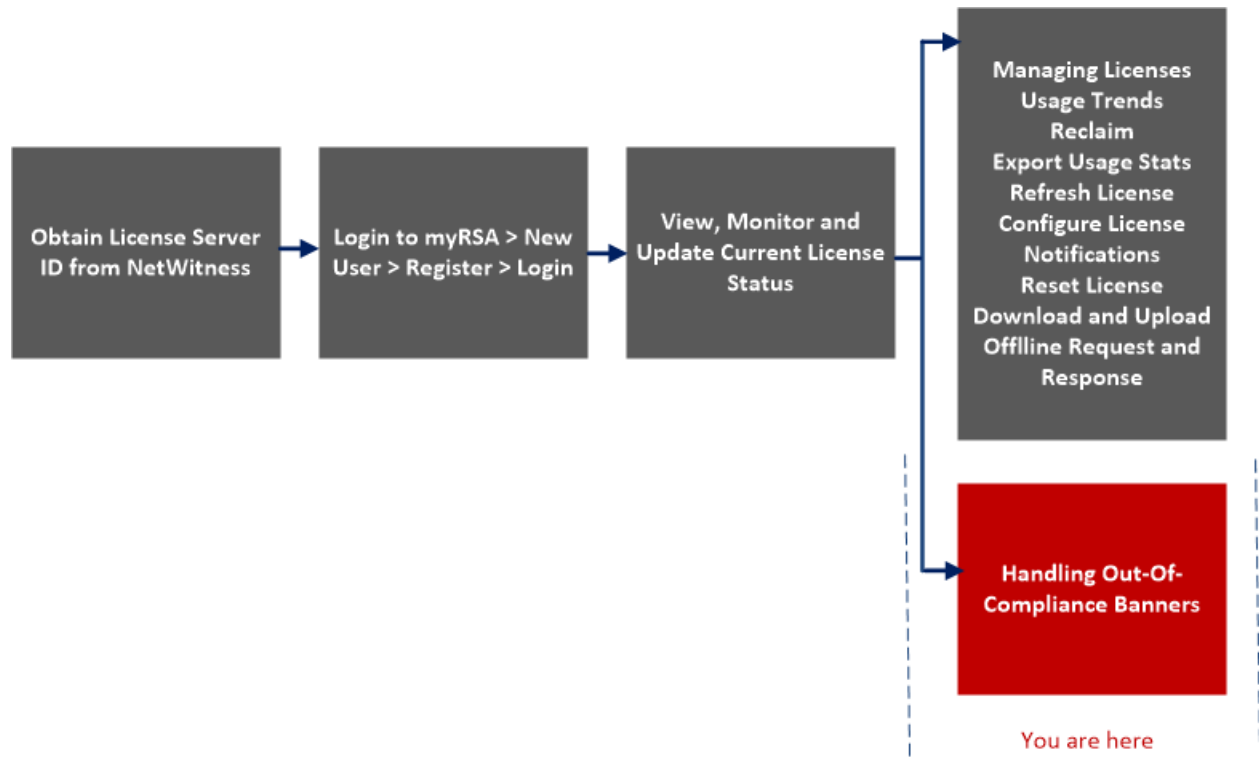 Obtain License Server
ID from NetWitness
Login to myRSA > New
User > Register > Login
View, Monitor and
Update Current License
Status
Managing Licenses
Usage Trends
Reclaim
Export Usage Stats
Refresh License
Configure License
Notifications
Reset License
Download and Upload
Offlline Request and
Response
Handling Out-Of-
Compliance Banners
You are here